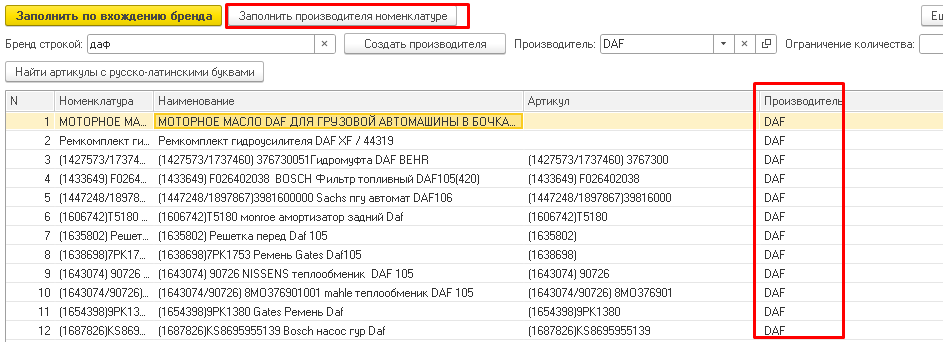 Заполнить по вхождению бренда Заполнить производителя номенклатуре Eu
Бренд строкой: даф × Создать производителя Производитель: DAF Ограничение количества:
Найти артикулы с русско-латинскими буквами
N Номенклатура Наименование Артикул Производитель
1 МОТОРНОЕ МА... МОТОРНОЕ МАСЛО DAF ДЛЯ ГРУЗОВОЙ АВТОМАШИНЫ В БОЧКА... DAF
2 Ремкомплект ги... Ремкомплект гидроусилителя DAF XF / 44319 DAF
3 (1427573/17374... (1427573/1737460) 376730051Гидромуфта DAF BEHR (1427573/1737460) 3767300 DAF
4 (1433649) F0264... (1433649) F026402038 BOSCH Фильтр топливный DAF105(420) (1433649) F026402038 DAF
5 (1447248/18978... (1447248/1897867)3981600000 Sachs пгу автомат DAF106 (1447248/1897867)39816000 DAF
6 (1606742)T5180 ... (1606742)T5180 monroe амортизатор задний Daf (1606742)T5180 DAF
7 (1635802) Решет... (1635802) Решетка перед Daf 105 (1635802) DAF
8 (1638698)7PK17... (1638698)7PK1753 Ремень Gates Daf105 (1638698) DAF
9 (1643074) 90726 ... (1643074) 90726 NISSENS теплообменик DAF 105 (1643074) 90726 DAF
10 (1643074/90726)... (1643074/90726) 8MO376901001 mahle теплообменик DAF 105 (1643074/90726) 8MO376901 DAF
11 (1654398)9PK13... (1654398)9PK1380 Gates Ремень Daf (1654398)9PK1380 DAF
12 (1687826)KS869... (1687826)KS8695955139 Bosch насос гур Daf (1687826)KS8695955139 DAF